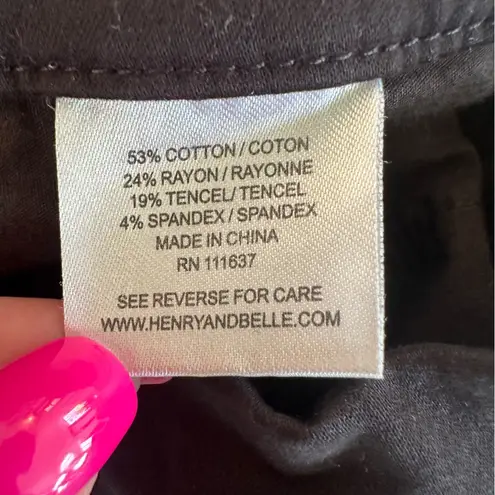 53% COTTON / COTON
24% RAYON / RAYONNE
19% TENCEL/ TENCEL
4% SPANDEX / SPANDEX
MADE IN CHINA
RN 111637
SEE REVERSE FOR CARE
WWW.HENRYANDBELLE.COM